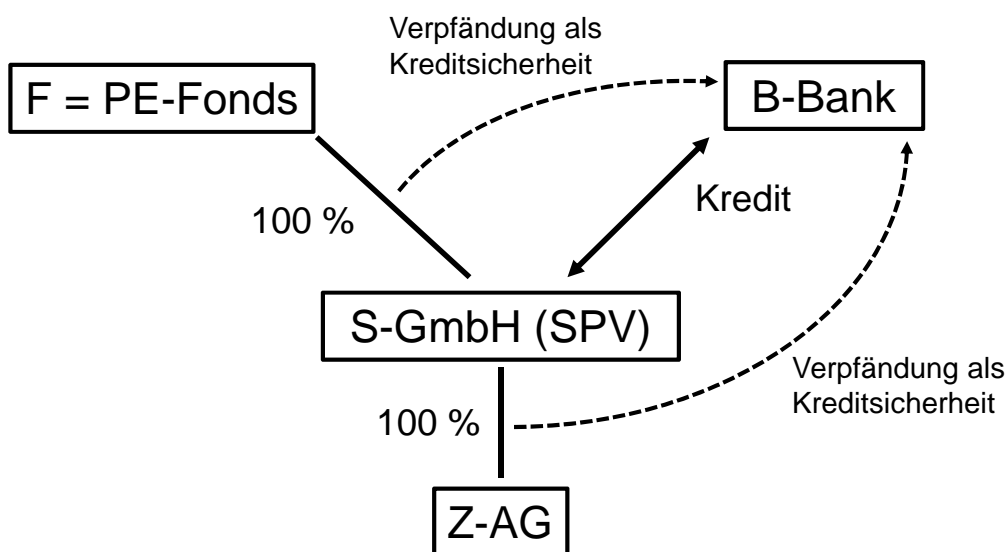 Verpfändung als
Kreditsicherheit
F = PE-Fonds
B-Bank
100 %
Kredit
S-GmbH (SPV)
Verpfändung als
Kreditsicherheit
100 %
Z-AG